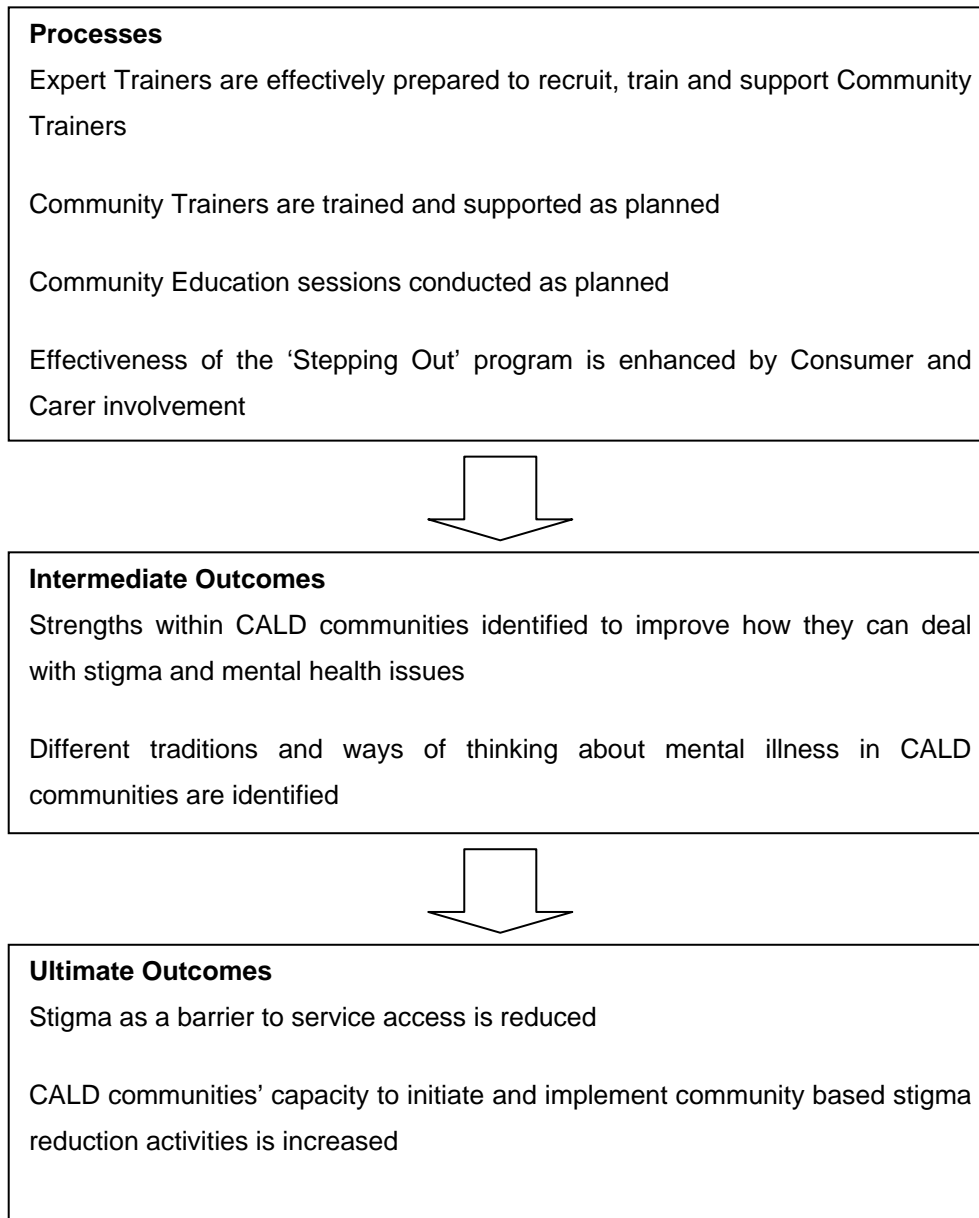 Processes
Expert Trainers are effectively prepared to recruit, train and support Community
Trainers
Community Trainers are trained and supported as planned
Community Education sessions conducted as planned
Effectiveness of the ‘Stepping Out’ program is enhanced by Consumer and
Carer involvement
Intermediate Outcomes
Strengths within CALD communities identified to improve how they can deal
with stigma and mental health issues
Different traditions and ways of thinking about mental illness in CALD
communities are identified
Ultimate Outcomes
Stigma as a barrier to service access is reduced
CALD communities’ capacity to initiate and implement community based stigma
reduction activities is increased